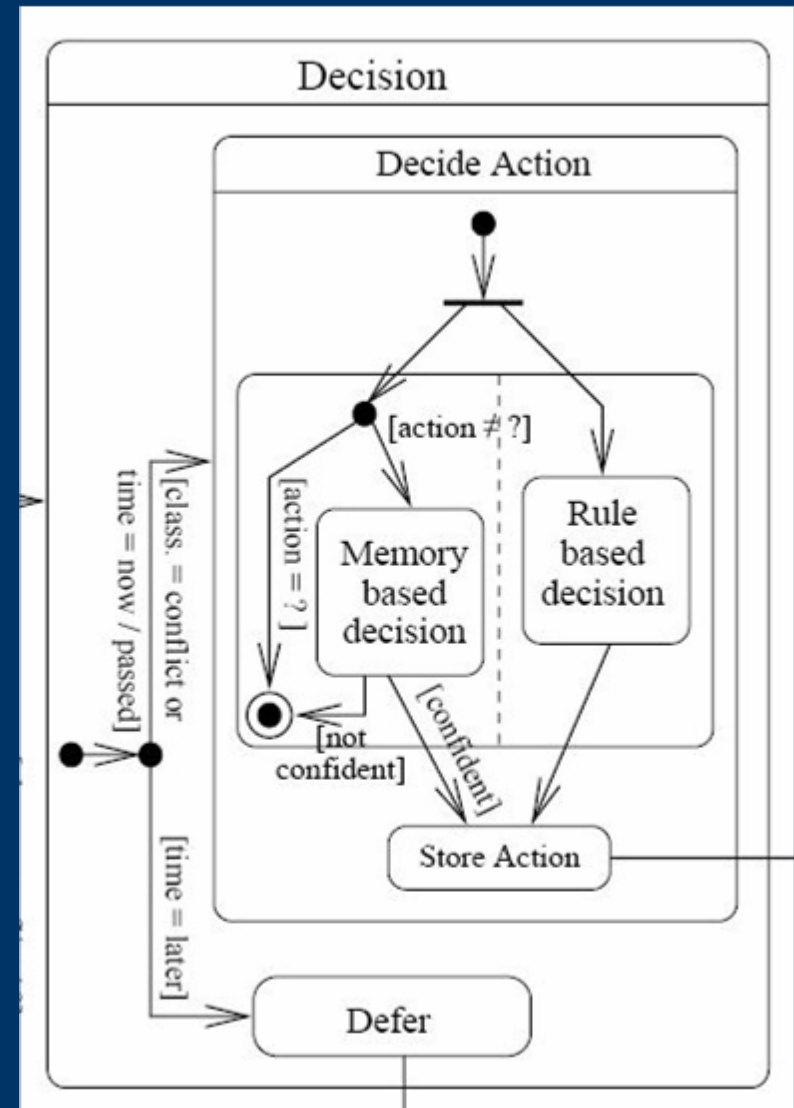 Decision
Decide Action
[action ≠ ?]
[action = ? ]
Memory
based
decision
Rule
based
decision
[class. = conflict or
time = now / passed]
[not
confident]
[confident]
Store Action
[time = later]
Defer